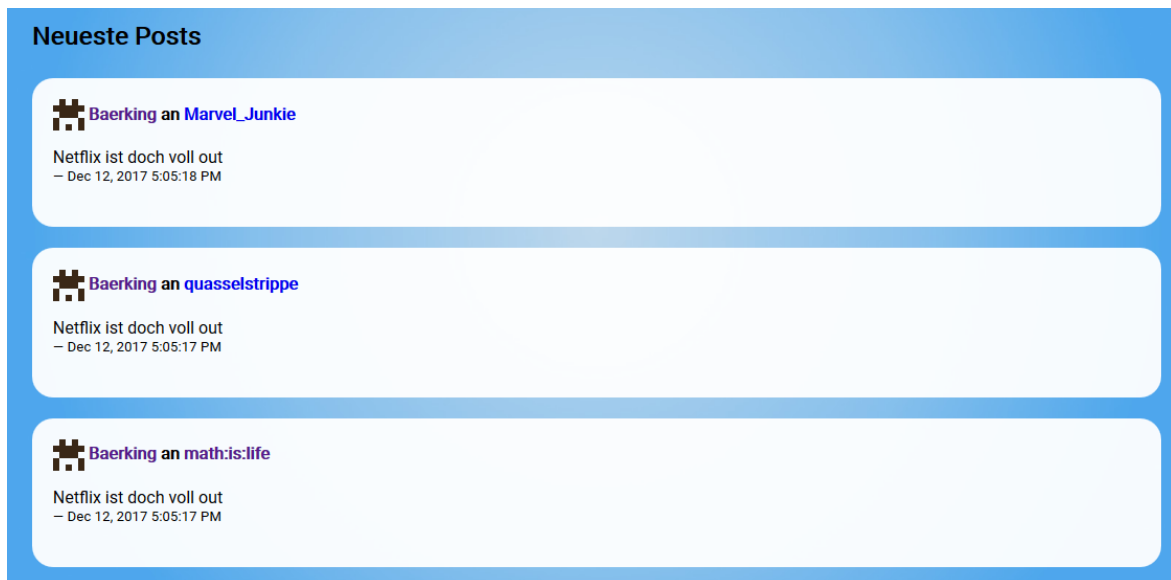 Neueste Posts
Baerking an Marvel_Junkie
Netflix ist doch voll out
— Dec 12, 2017 5:05:18 PM
Baerking an quasselstrippe
Netflix ist doch voll out
— Dec 12, 2017 5:05:17 PM
Baerking an math:is:life
Netflix ist doch voll out
— Dec 12, 2017 5:05:17 PM